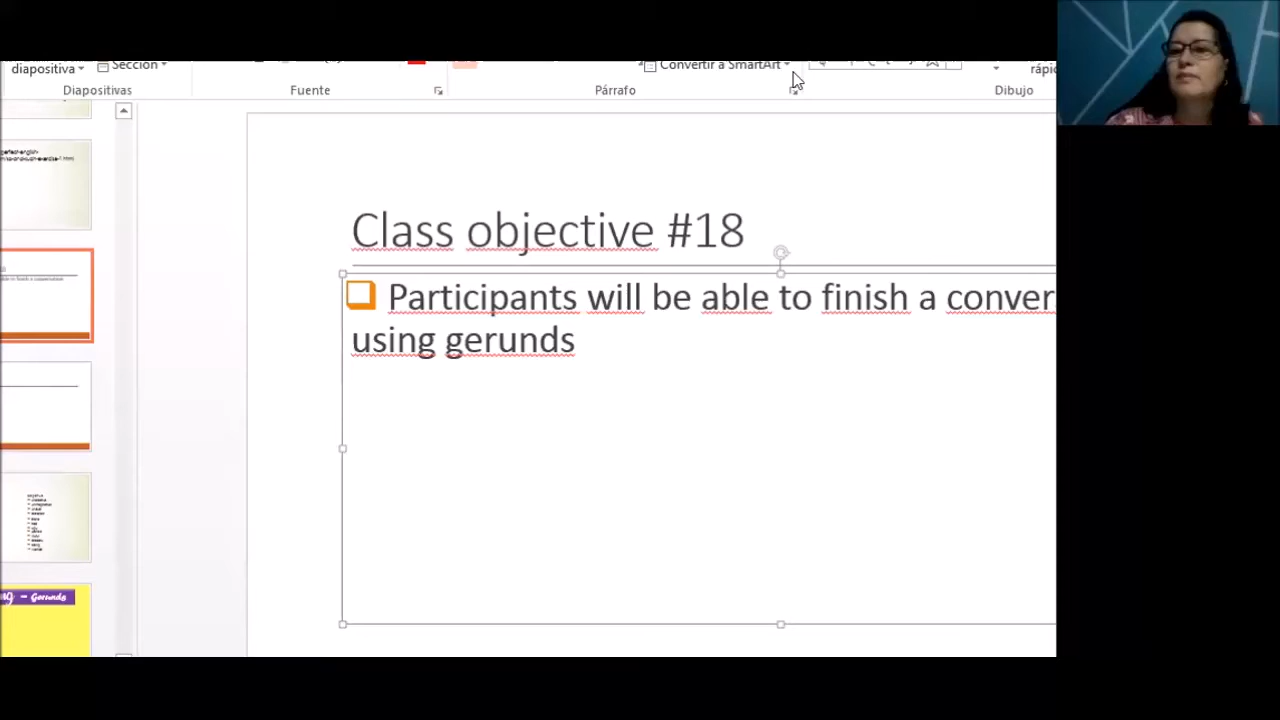 diapositiva
Sección
Convertir a SmartArt
Diapositivas
Fuente
Párrafo
Dibujo
Class objective #18
Participants will be able to finish a conver
using gerunds
- Gerunds